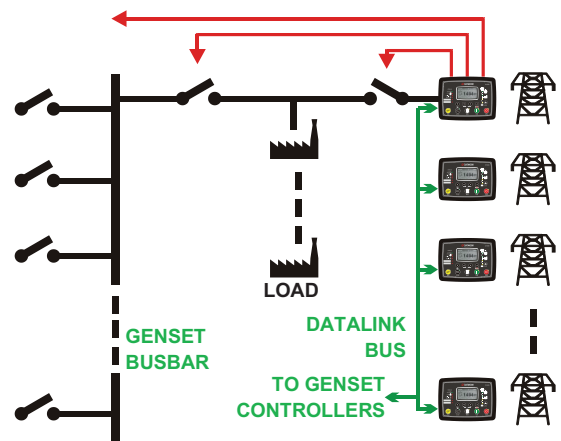 LOAD
GENSET
BUSBAR
DATALINK
BUS
TO GENSET
CONTROLLERS